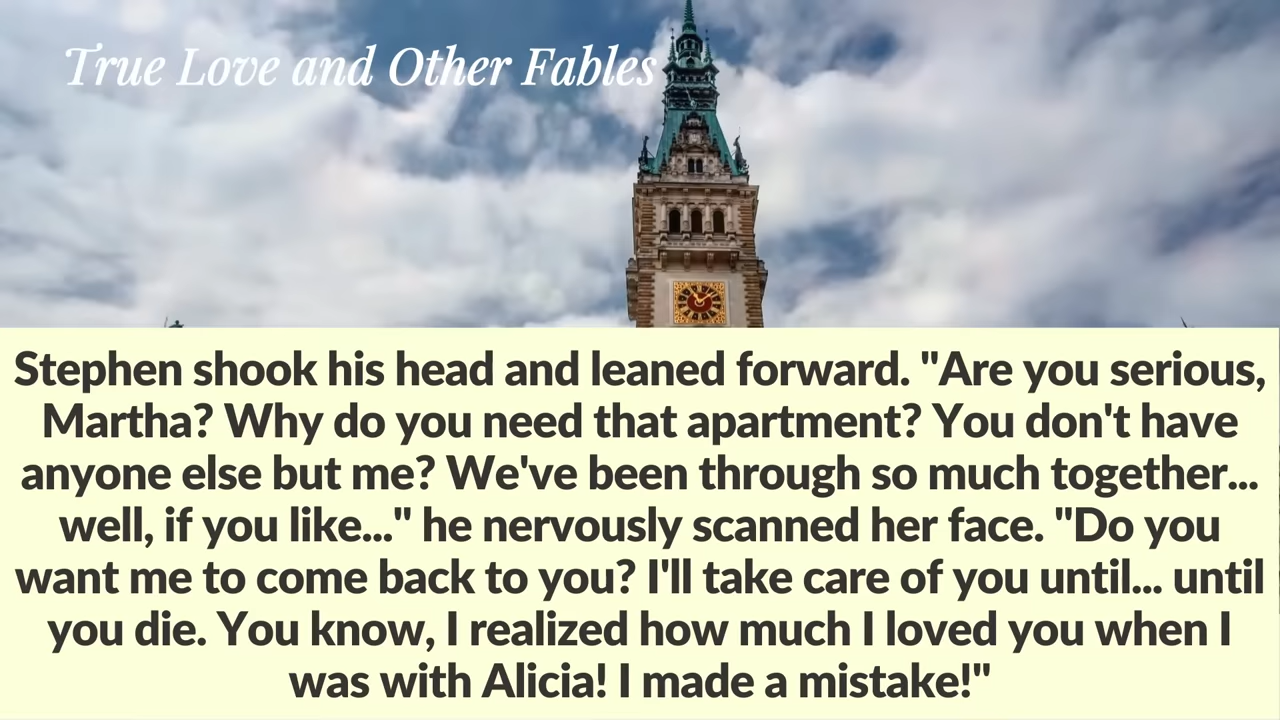 True Love and Other Fables
Stephen shook his head and leaned forward. "Are you serious,
Martha? Why do you need that apartment? You don't have
anyone else but me? We've been through so much together...
well, if you like..." he nervously scanned her face. "Do you
want me to come back to you? I'll take care of you until... until
you die. You know, I realized how much I loved you when I
was with Alicia! I made a mistake!"